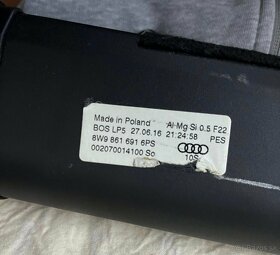 Made in Poland Al Mg Si 0.5 F22
BOS LP5 27.06.16 21:24:58 PES
8W9 861 691 6PS
002070014100 So 10S